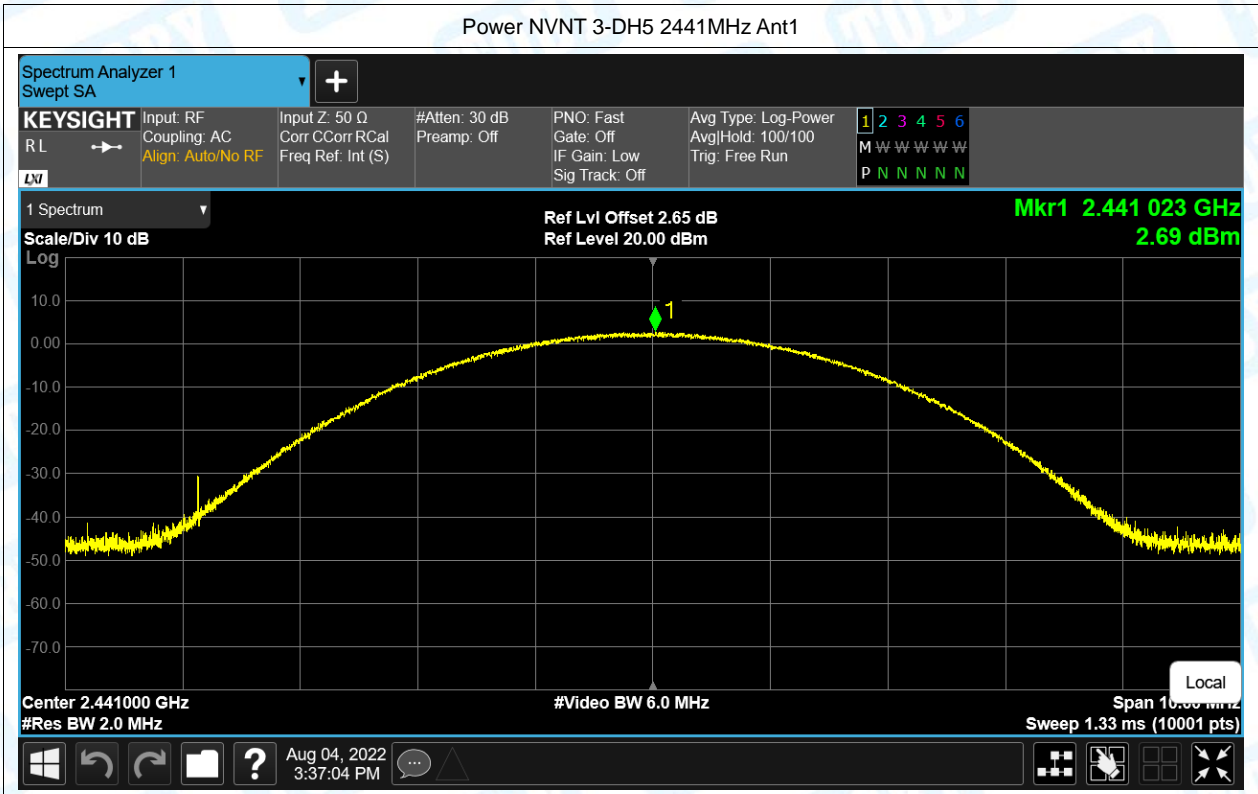 Power NVNT 3-DH5 2441MHz Ant1
Spectrum Analyzer 1
Swept SA
KEYSIGHT
R L
LXI
Input: RF
Coupling: AC
Align: Auto/No RF
Input Z: 50 Ω
Corr CCorr RCal
Freq Ref: Int (S)
#Atten: 30 dB
Preamp: Off
PNO: Fast
Gate: Off
IF Gain: Low
Sig Track: Off
Avg Type: Log-Power
Avg|Hold: 100/100
Trig: Free Run
1 2 3 4 5 6
M W W W W W
P N N N N N
1 Spectrum
Scale/Div 10 dB
Ref Lvl Offset 2.65 dB
Ref Level 20.00 dBm
Mkr1 2.441 023 GHz
2.69 dBm
Log
10.0
0.00
-10.0
-20.0
-30.0
-40.0
-50.0
-60.0
-70.0
1
Local
Center 2.441000 GHz
#Video BW 6.0 MHz
Span 10.00 MHz
#Res BW 2.0 MHz
Sweep 1.33 ms (10001 pts)
?
Aug 04, 2022
3:37:04 PM